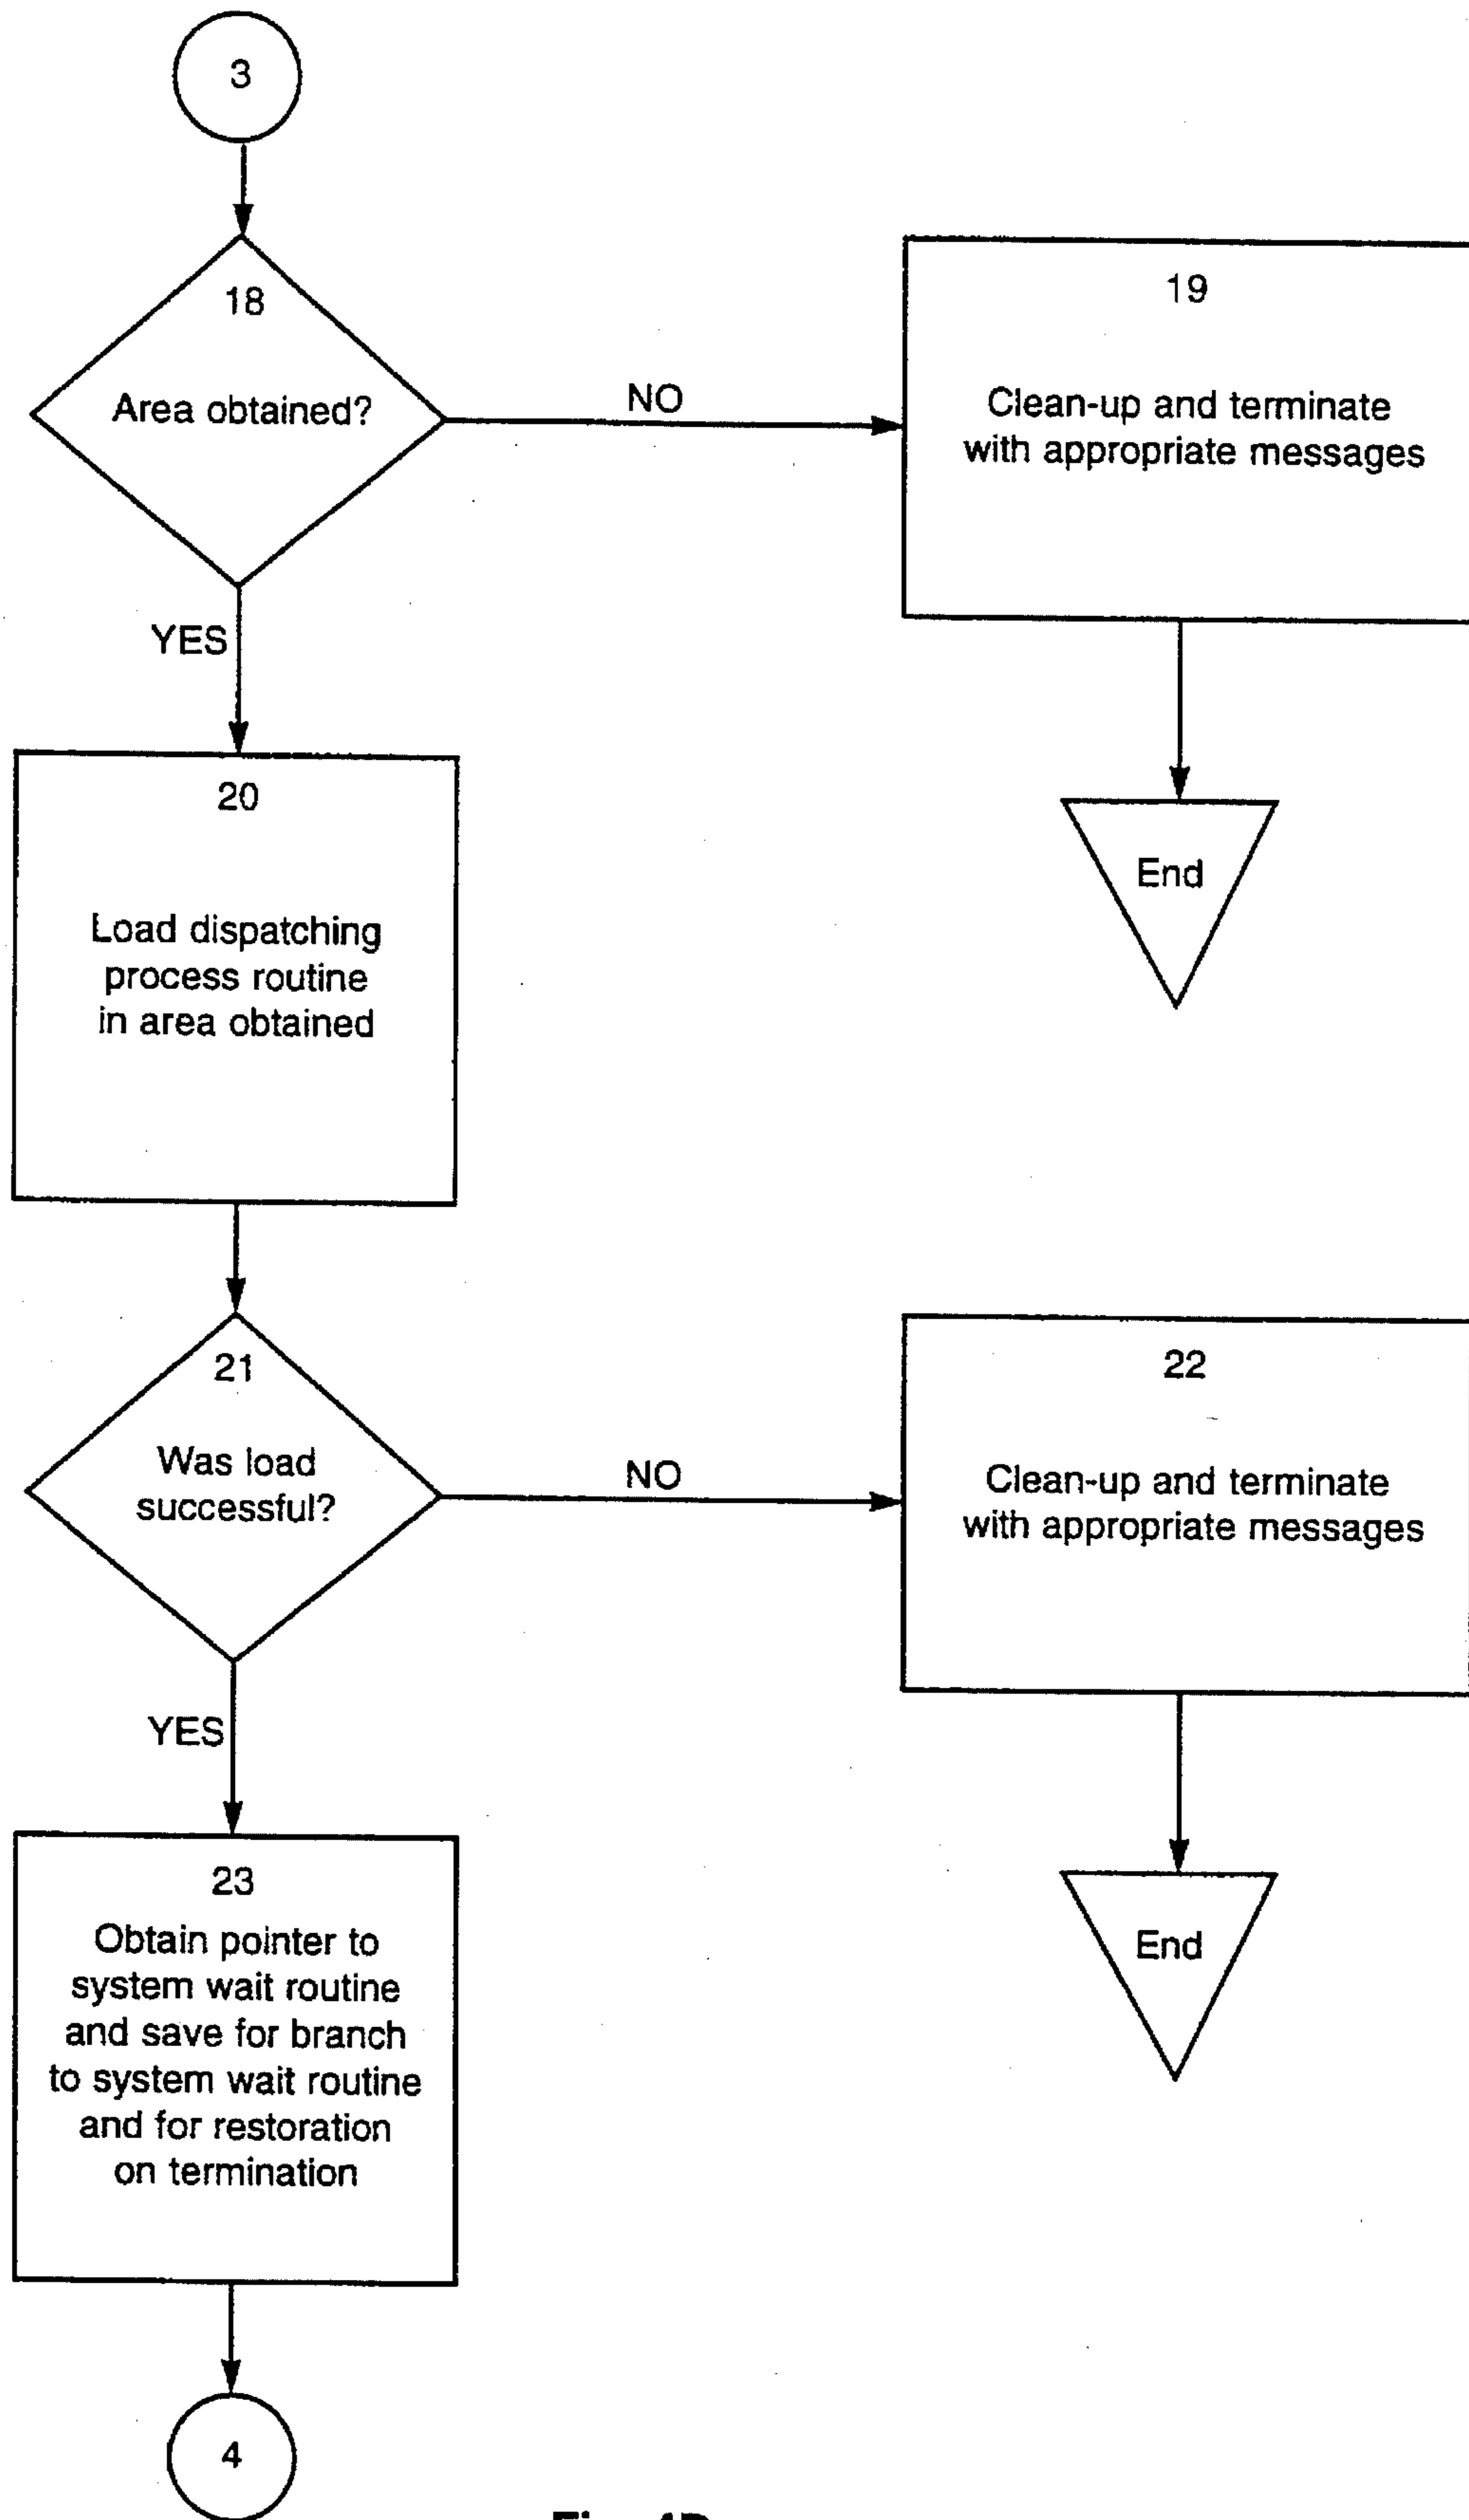 3
18
Area obtained?
NO
19
Clean-up and terminate
with appropriate messages
YES
End
20
Load dispatching
process routine
in area obtained
21
Was load
successful?
NO
22
Clean-up and terminate
with appropriate messages
YES
End
23
Obtain pointer to
system wait routine
and save for branch
to system wait routine
and for restoration
on termination
4